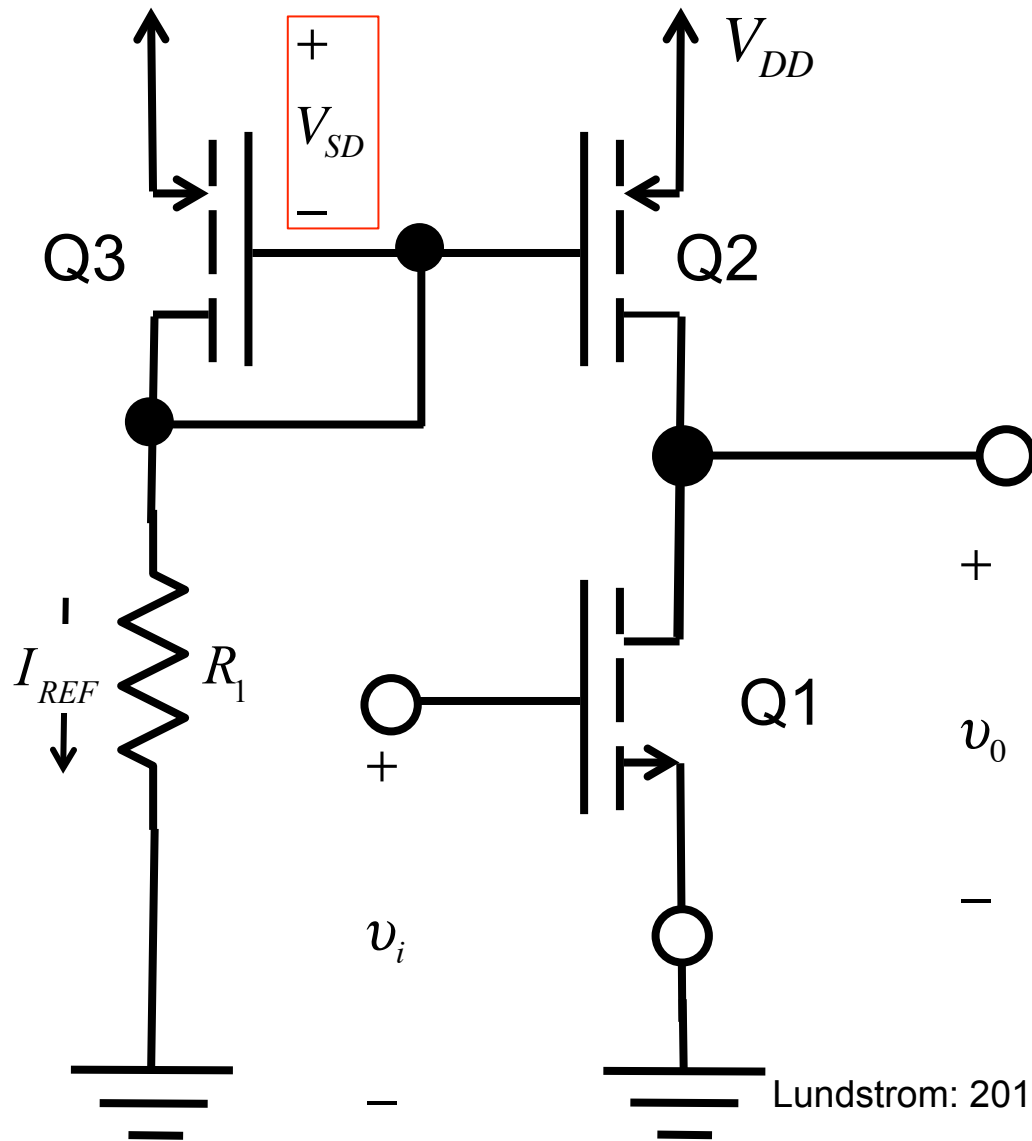 +
V_SD
−
V_DD
Q3
Q2
I_REF
R_1
Q1
+
υ_i
−
+
υ_0
−
Lundstrom: 201